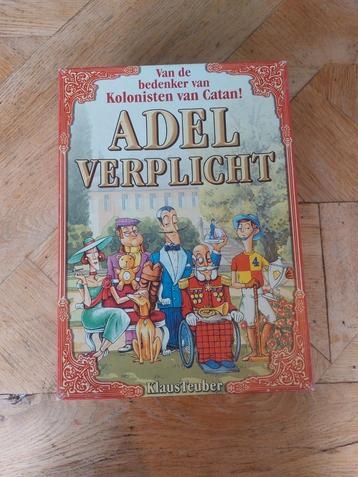 Van de
bedenker van
Kolonisten van Catan!
ADEL
VERPLICHT
KlausTeuber